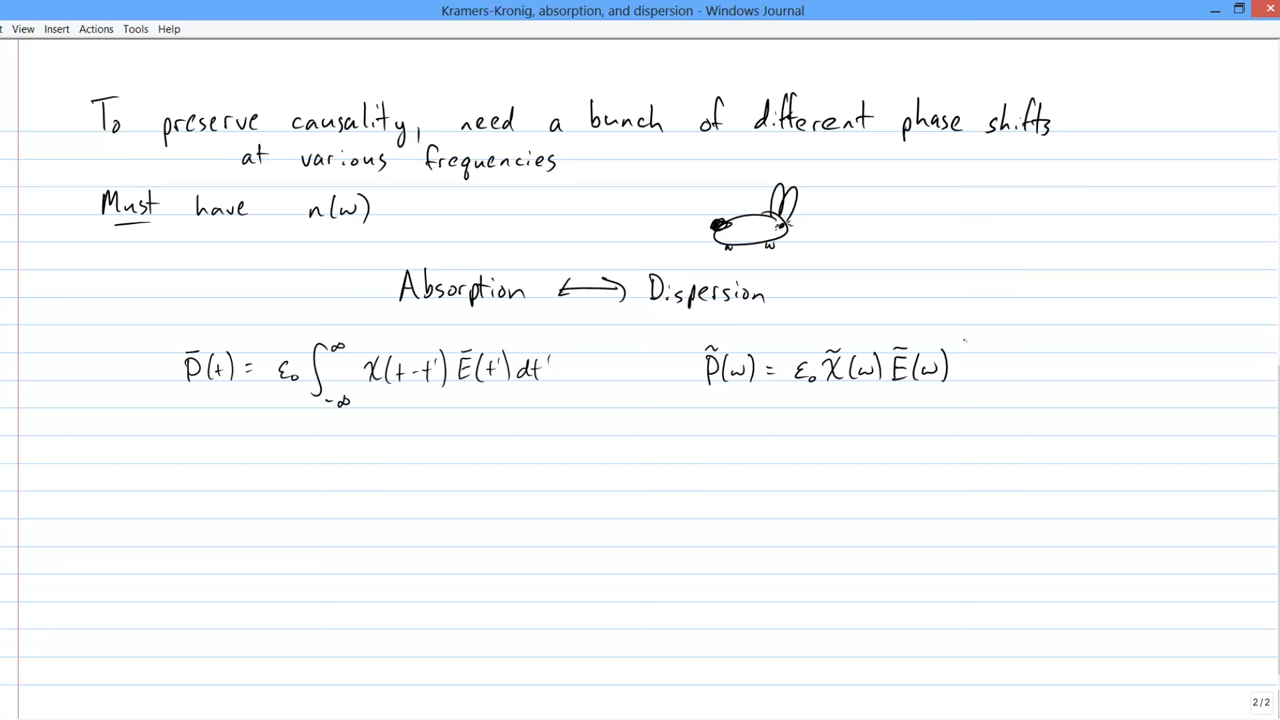 Kramers-Kronig, absorption, and dispersion - Windows Journal
View Insert Actions Tools Help
To preserve causality, need a bunch of different phase shifts
at various frequencies
Must have n(ω)
Absorption ⟷ Dispersion
P̄(t) = ε₀ ∫_{-∞}^{∞} χ(t-t') Ē(t') dt'    P̃(ω) = ε₀ χ̃(ω) Ẽ(ω)
2/2